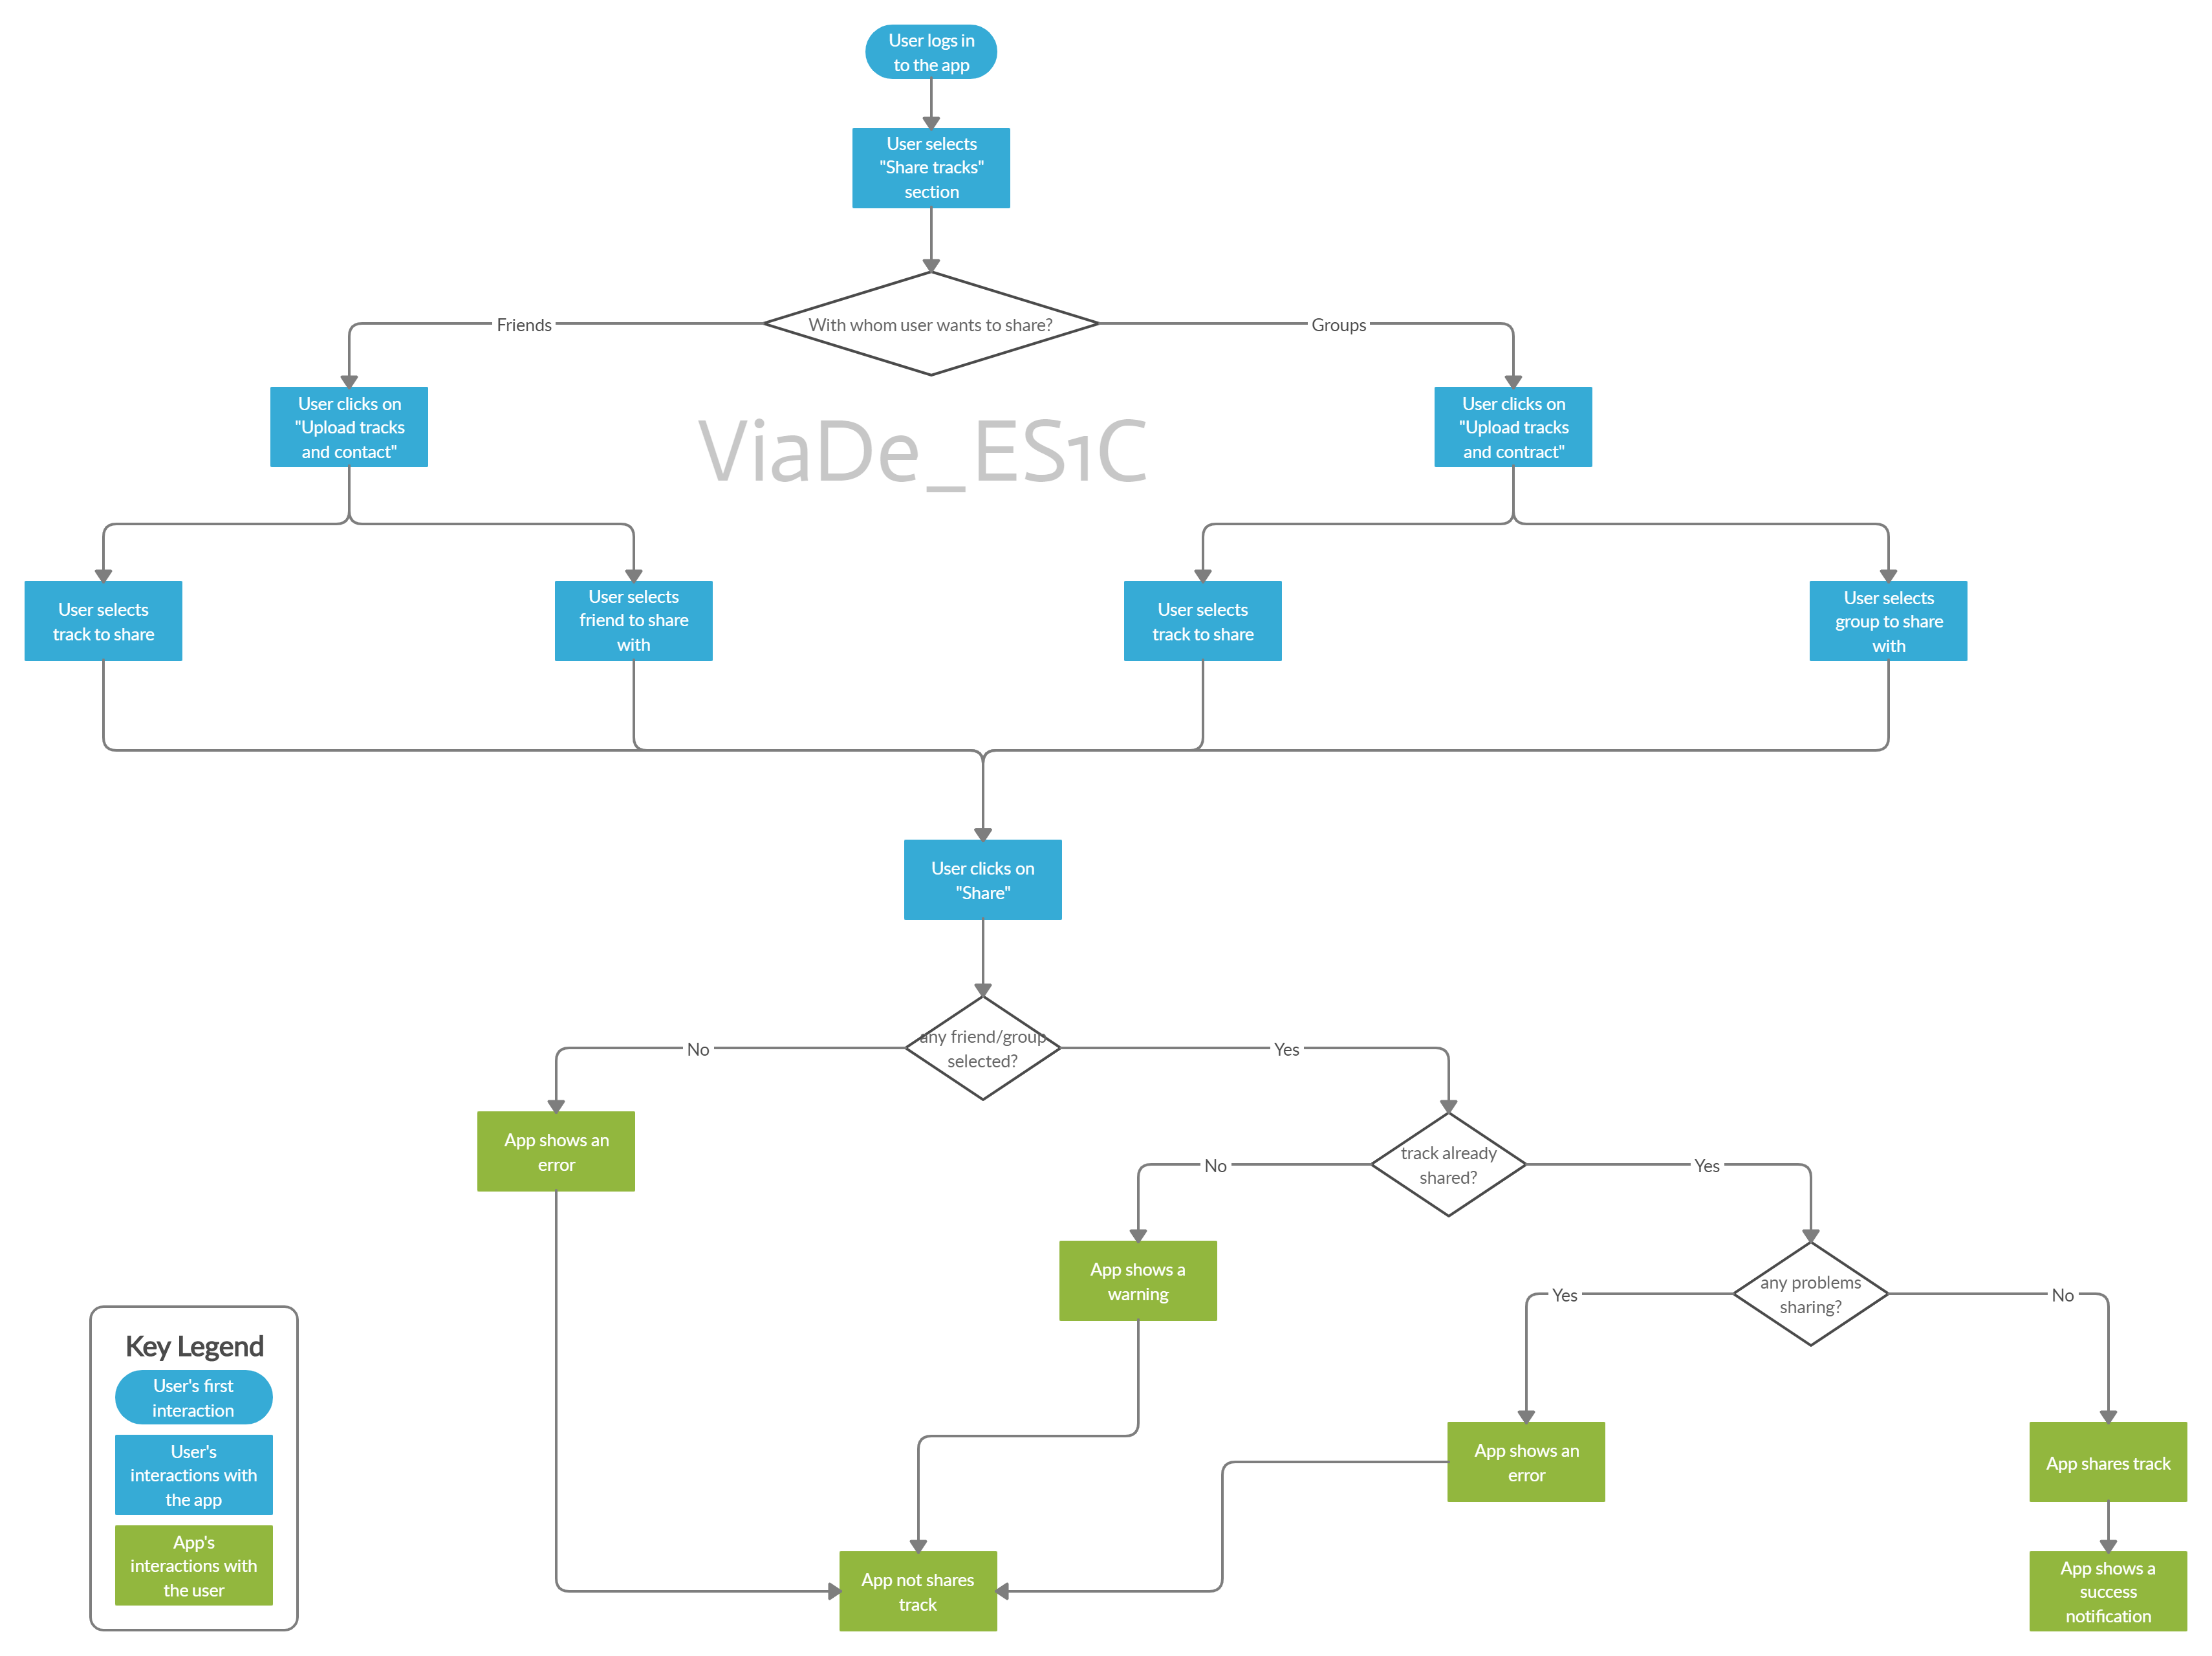 User logs in
to the app
User selects
"Share tracks"
section
With whom user wants to share?
Friends
Groups
User clicks on
"Upload tracks
and contact"
User clicks on
"Upload tracks
and contract"
ViaDe_ES1C
User selects
track to share
User selects
friend to share
with
User selects
track to share
User selects
group to share
with
User clicks on
"Share"
any friend/group
selected?
No
Yes
App shows an
error
track already
shared?
No
Yes
App shows a
warning
any problems
sharing?
Yes
No
App shows an
error
App shares track
App not shares
track
App shows a
success
notification
Key Legend
User's first
interaction
User's
interactions with
the app
App's
interactions with
the user